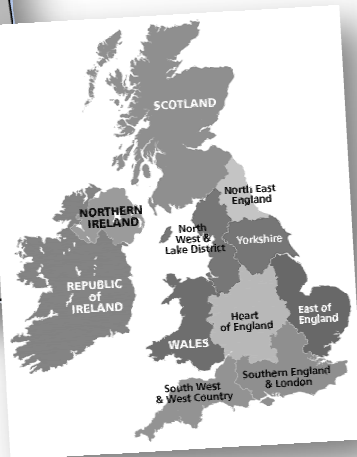 SCOTLAND
North East
England
NORTHERN
IRELAND
North
West &
Lake District
Yorkshire
REPUBLIC
of
IRELAND
Heart
of England
East of
England
WALES
Southern England
& London
South West
& West Country